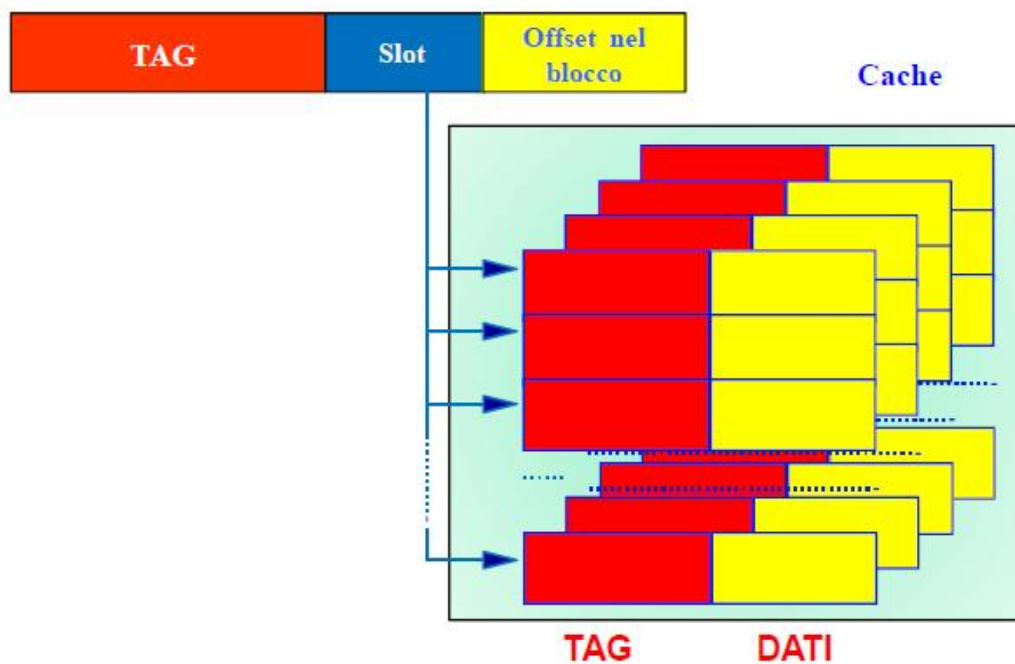 TAG
Slot
Offset nel
blocco
Cache
TAG
DATI